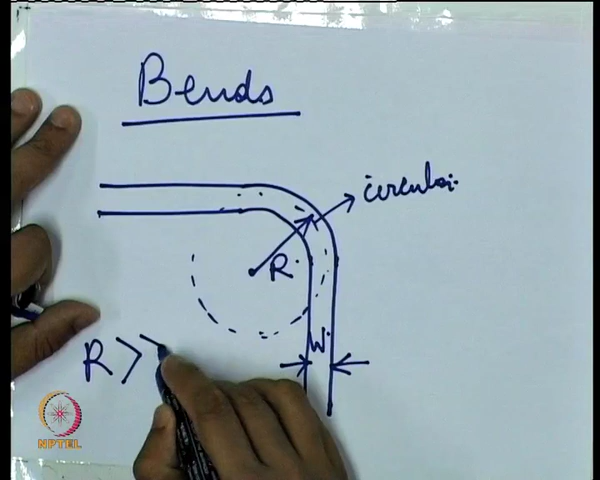 Bends
circular
R
W
R >>
NPTEL